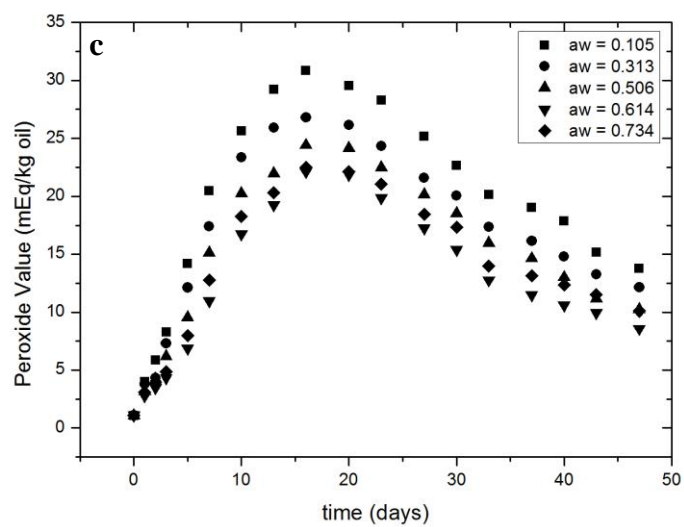 c
aw = 0.105
aw = 0.313
aw = 0.506
aw = 0.614
aw = 0.734
Peroxide Value (mEq/kg oil)
35
30
25
20
15
10
5
0
0 10 20 30 40 50
time (days)